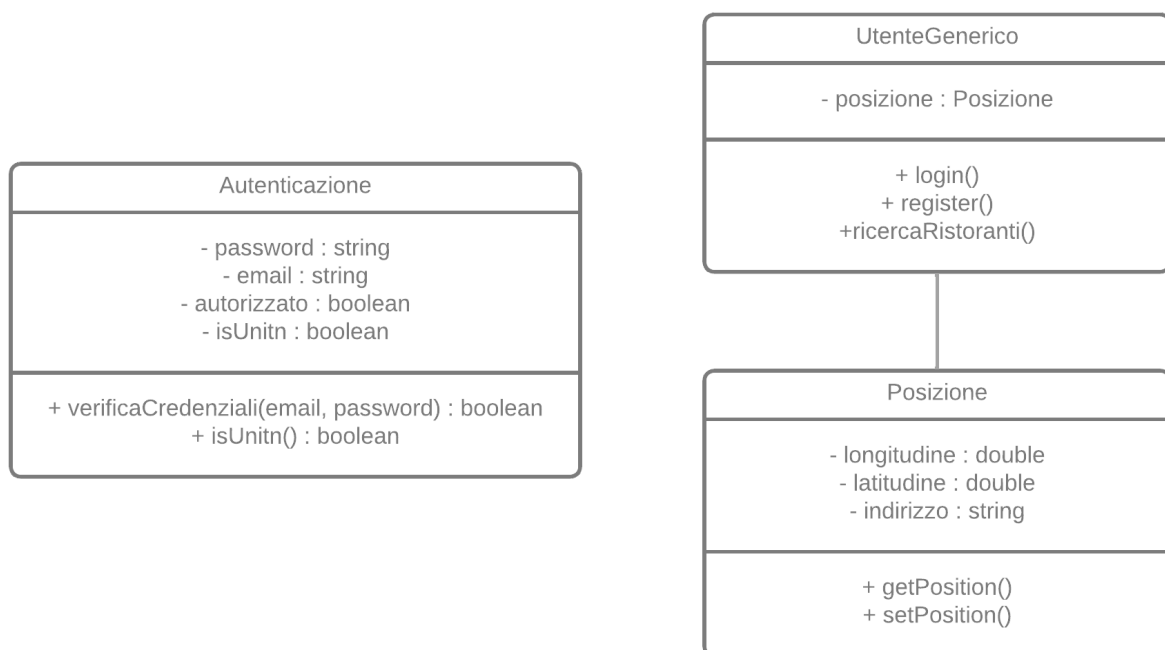 UtenteGenerico
- posizione : Posizione
+ login()
+ register()
+ricercaRistoranti()
Autenticazione
- password : string
- email : string
- autorizzato : boolean
- isUnitn : boolean
+ verificaCredenziali(email, password) : boolean
+ isUnitn() : boolean
Posizione
- longitudine : double
- latitudine : double
- indirizzo : string
+ getPosition()
+ setPosition()